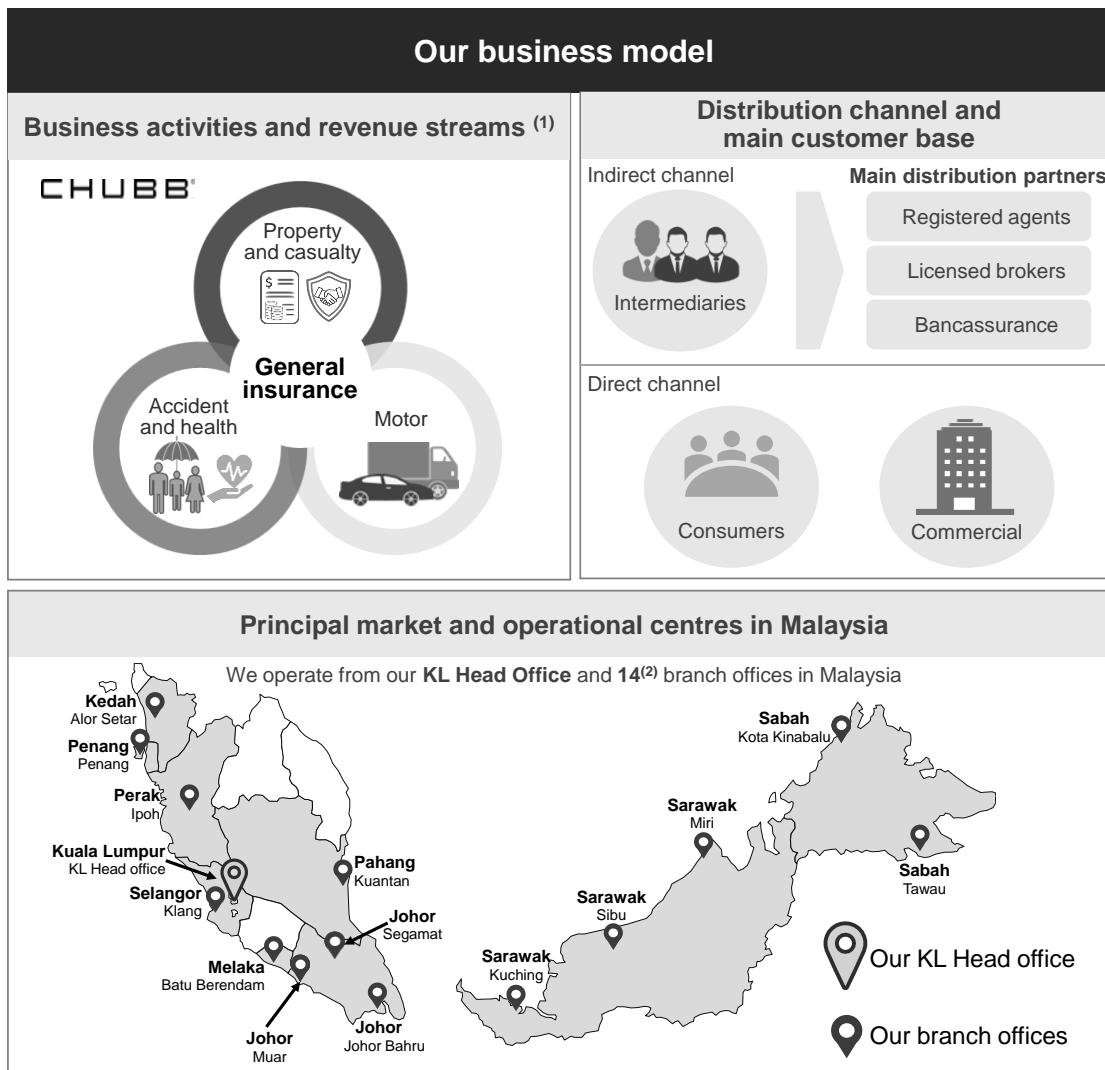 Our business model
Business activities and revenue streams (1)
CHUBB®
Property
and casualty
$
General
insurance
Accident
and health
Motor
Distribution channel and
main customer base
Indirect channel
Intermediaries
Main distribution partners
Registered agents
Licensed brokers
Bancassurance
Direct channel
Consumers
Commercial
Principal market and operational centres in Malaysia
We operate from our KL Head Office and 14(2) branch offices in Malaysia
Kedah
Alor Setar
Penang
Penang
Perak
Ipoh
Kuala Lumpur
KL Head office
Selangor
Klang
Pahang
Kuantan
Johor
Segamat
Melaka
Batu Berendam
Johor
Muar
Johor
Johor Bahru
Sabah
Kota Kinabalu
Sarawak
Miri
Sabah
Tawau
Sarawak
Sibu
Sarawak
Kuching
Our KL Head office
Our branch offices